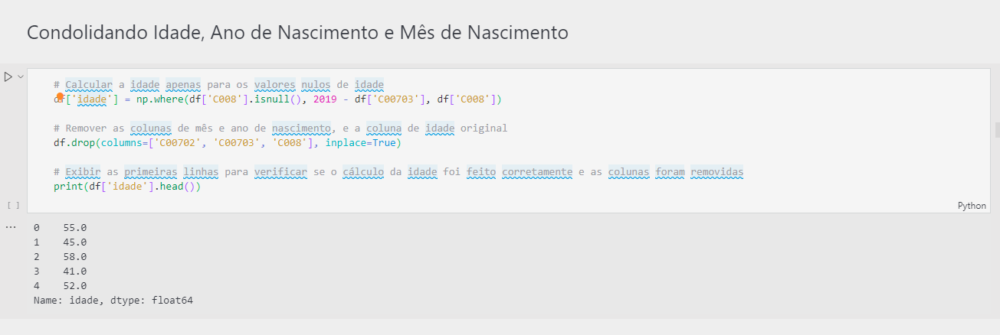 Condolidando Idade, Ano de Nascimento e Mês de Nascimento
# Calcular a idade apenas para os valores nulos de idade
df['idade'] = np.where(df['C008'].isnull(), 2019 - df['C00703'], df['C008'])
# Remover as colunas de mês e ano de nascimento, e a coluna de idade original
df.drop(columns=['C00702', 'C00703', 'C008'], inplace=True)
# Exibir as primeiras linhas para verificar se o cálculo da idade foi feito corretamente e as colunas foram removidas
print(df['idade'].head())
[ ]
Python
...
0    55.0
1    45.0
2    58.0
3    41.0
4    52.0
Name: idade, dtype: float64